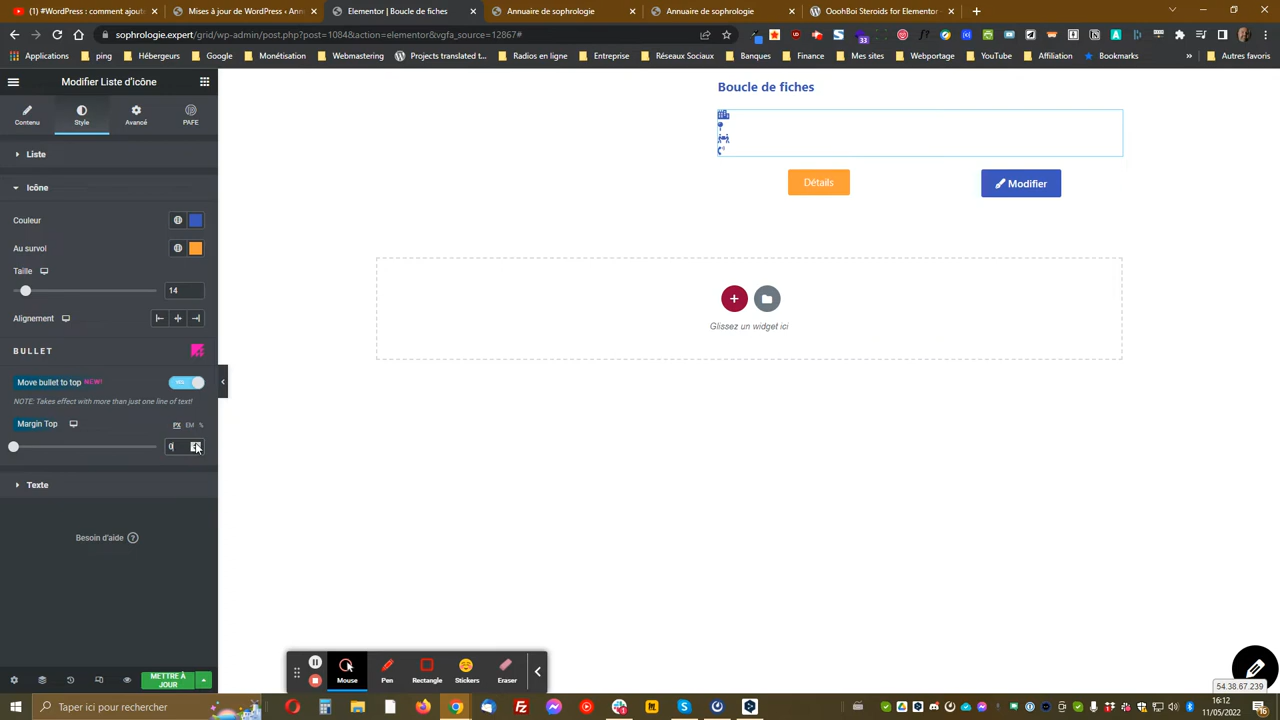 (1) #WordPress : comment ajoute
Mises à jour automatiques
Elementor | Boucle de fiches
Annuaire de sophrologues
Annuaire de sophrologues
Ooohboi Steroids for Elementor
sophrologie.expert/grid/wp-admin/post.php?post=1084&action=elementor&vgfa_source=12867#
33
Applications
ping
Hébergeurs
Google
Monétisation
Wordpress
Projects translated t...
Radios en ligne
Entreprise
Réseaux Sociaux
Banques
Finance
Mes sites
Webportage
YouTube
Affiliation
Bookmarks
»
Autres favoris
Modifier Liste d'icône
Contenu
Style
Avancé
PAFE
Liste
Icône
Couleur
Au survol
Taille
14
Alignement
BULLET
Move bullet to top NEW!
NOTE: Takes effect with more than just one line of text!
Margin Top
PX EM %
0
Texte
Besoin d'aide ?
METTRE À JOUR
Boucle de fiches
Détails
Modifier
Glissez un widget ici
Mouse
Pen
Rectangle
Stickers
Eraser
54.38.67.239
Taper ici pour rechercher
16:12
11/05/2022